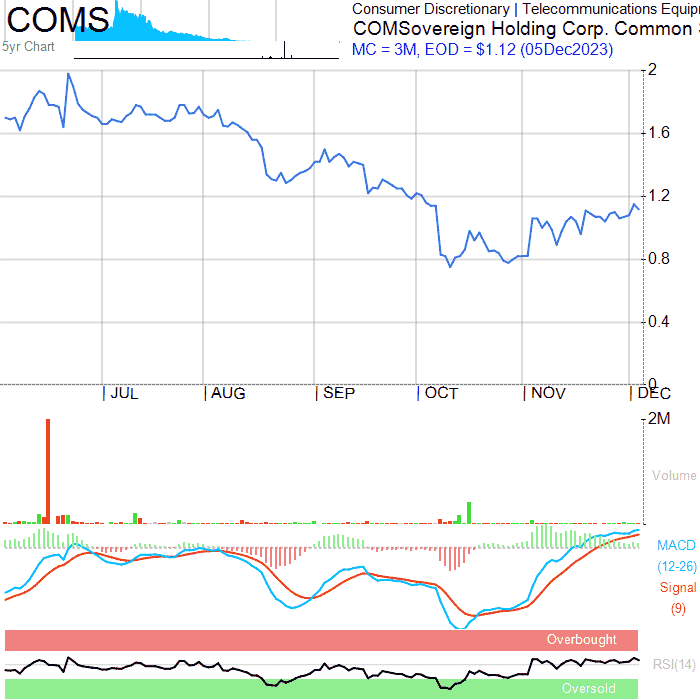 COMS
5yr Chart
Consumer Discretionary | Telecommunications Equip
COMSovereign Holding Corp. Common
MC = 3M, EOD = $1.12 (05Dec2023)
2
1.6
1.2
0.8
0.4
0
JUL AUG SEP OCT NOV DEC
2M
Volume
MACD
(12-26)
Signal
(9)
Overbought
RSI(14)
Oversold